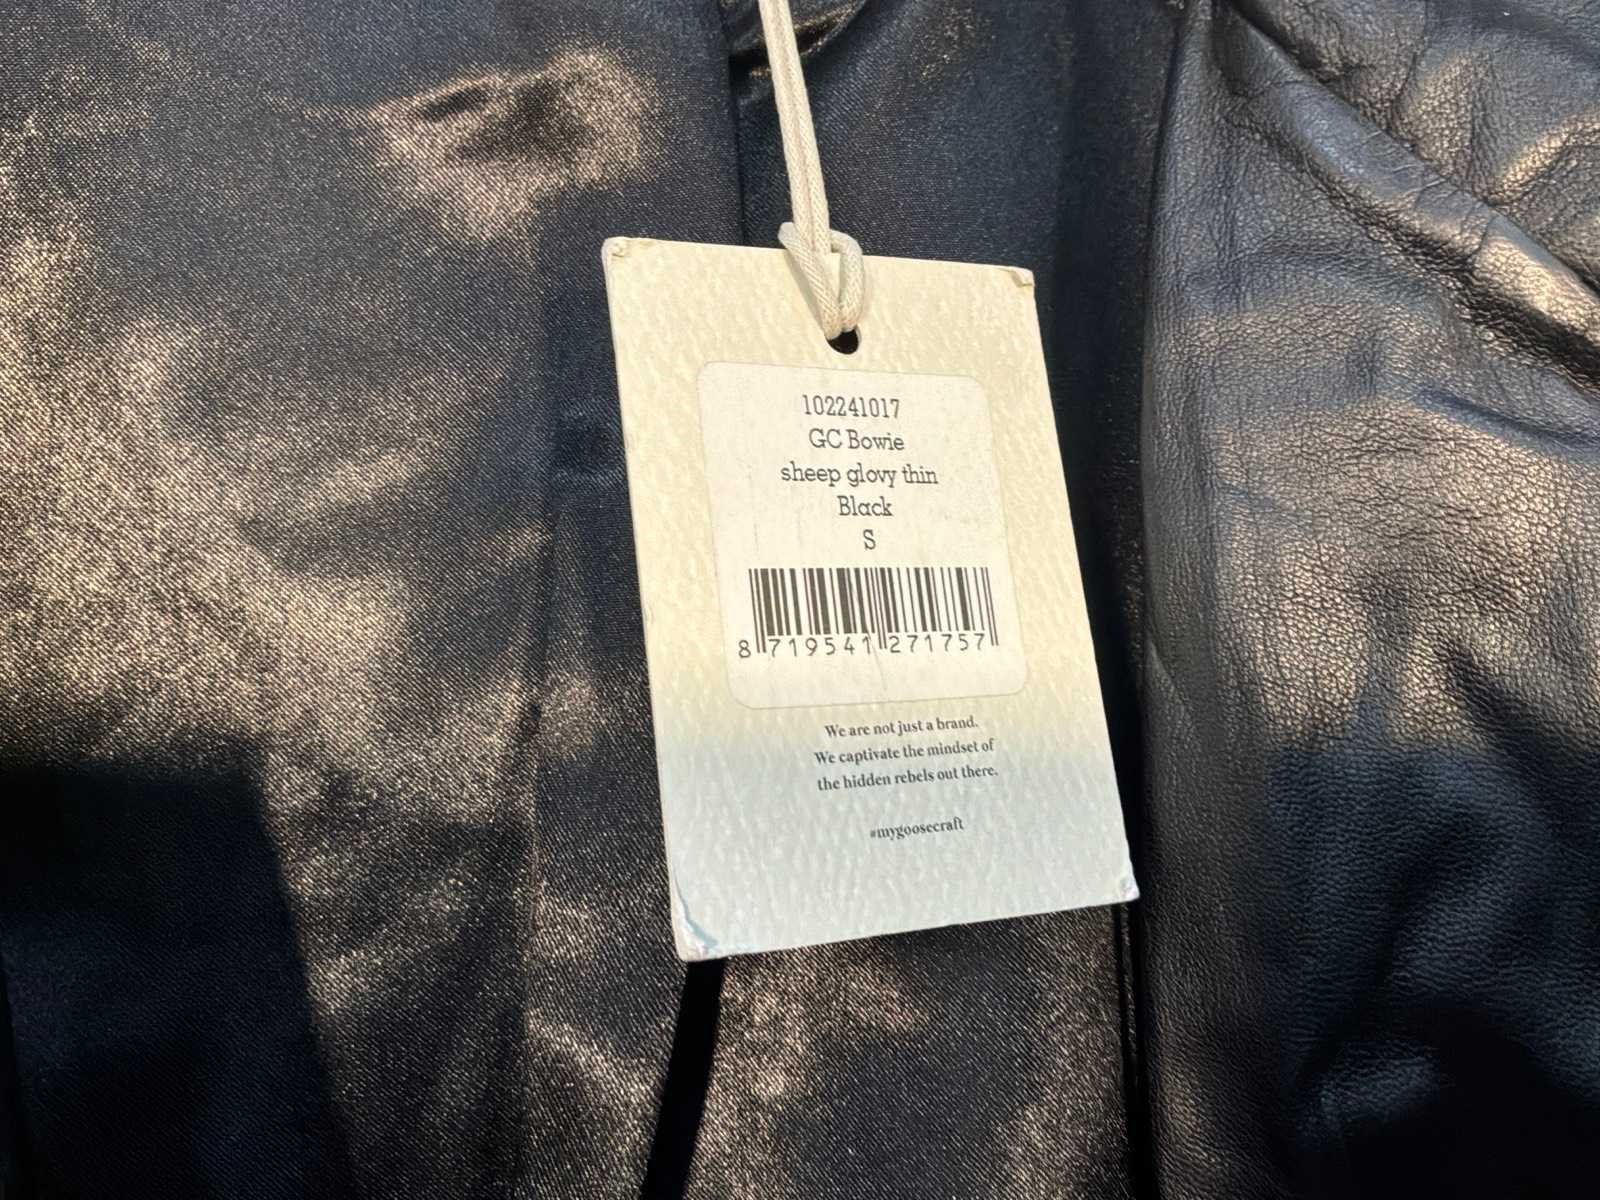 102241017
GC Bowie
sheep glovy thin
Black
S
8 719541 271757
We are not just a brand.
We captivate the mindset of
the hidden rebels out there.
#mygoosecraft